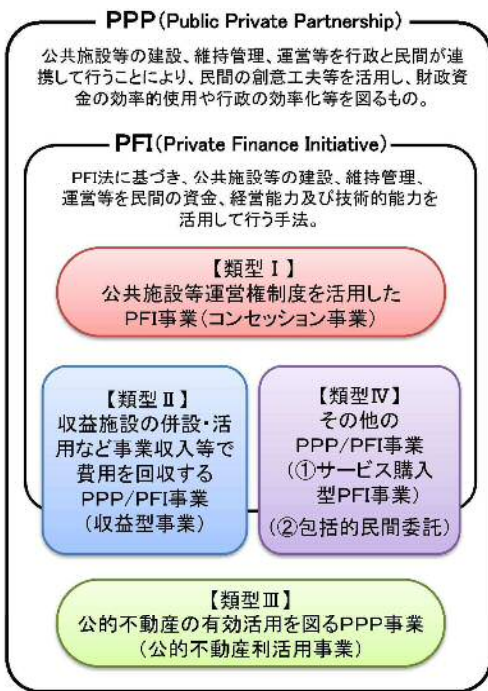 PPP(Public Private Partnership)
公共施設等の建設、維持管理、運営等を行政と民間が連
携して行うことにより、民間の創意工夫等を活用し、財政資
金の効率的使用や行政の効率化等を図るもの。
PFI(Private Finance Initiative)
PFI法に基づき、公共施設等の建設、維持管理、
運営等を民間の資金、経営能力及び技術的能力を
活用して行う手法。
【類型Ⅰ】
公共施設等運営権制度を活用した
PFI事業(コンセッション事業)
【類型Ⅱ】
収益施設の併設・活
用など事業収入等で
費用を回収する
PPP/PFI事業
(収益型事業)
【類型Ⅳ】
その他の
PPP/PFI事業
(①サービス購入
型PFI事業)
(②包括的民間委託)
【類型Ⅲ】
公的不動産の有効活用を図るPPP事業
(公的不動産利活用事業)